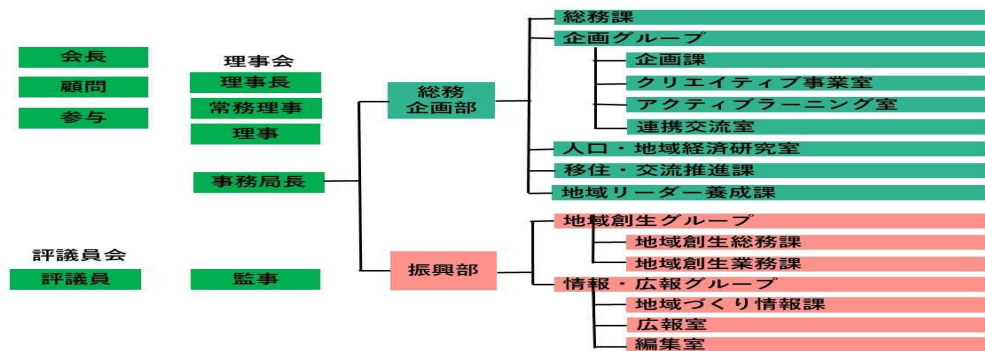 会長
顧問
参与
理事会
理事長
常務理事
理事
事務局長
評議員会
評議員
監事
総務
企画部
振興部
総務課
企画グループ
企画課
クリエイティブ事業室
アクティブラーニング室
連携交流室
人口・地域経済研究室
移住・交流推進課
地域リーダー養成課
地域創生グループ
地域創生総務課
地域創生業務課
情報・広報グループ
地域づくり情報課
広報室
編集室